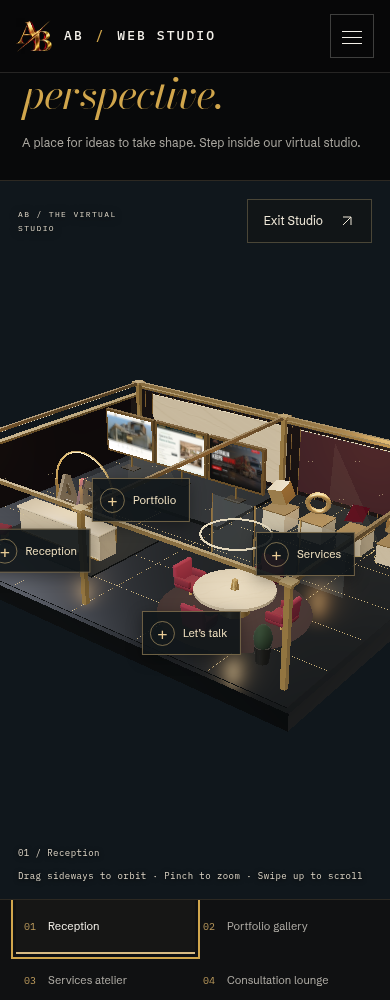 AB / WEB STUDIO
perspective.
A place for ideas to take shape. Step inside our virtual studio.
AB / THE VIRTUAL
STUDIO
Exit Studio
Portfolio
Reception
Services
Let's talk
01 / Reception
Drag sideways to orbit · Pinch to zoom · Swipe up to scroll
01 Reception
02 Portfolio gallery
03 Services atelier
04 Consultation lounge